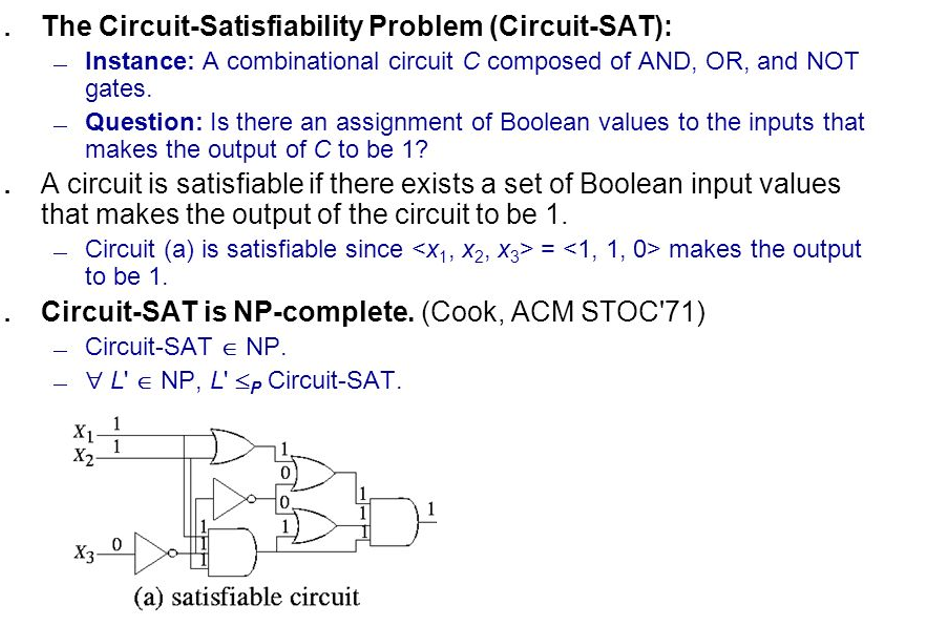 . The Circuit-Satisfiability Problem (Circuit-SAT):
– Instance: A combinational circuit C composed of AND, OR, and NOT
gates.
– Question: Is there an assignment of Boolean values to the inputs that
makes the output of C to be 1?
. A circuit is satisfiable if there exists a set of Boolean input values
that makes the output of the circuit to be 1.
– Circuit (a) is satisfiable since <x₁, x₂, x₃> = <1, 1, 0> makes the output
to be 1.
. Circuit-SAT is NP-complete. (Cook, ACM STOC'71)
– Circuit-SAT ∈ NP.
– ∀ L' ∈ NP, L' ≤ₚ Circuit-SAT.
X₁ 1
X₂ 1
1
0
0
1
1
1
1
1
1
1
1
X₃ 0
(a) satisfiable circuit